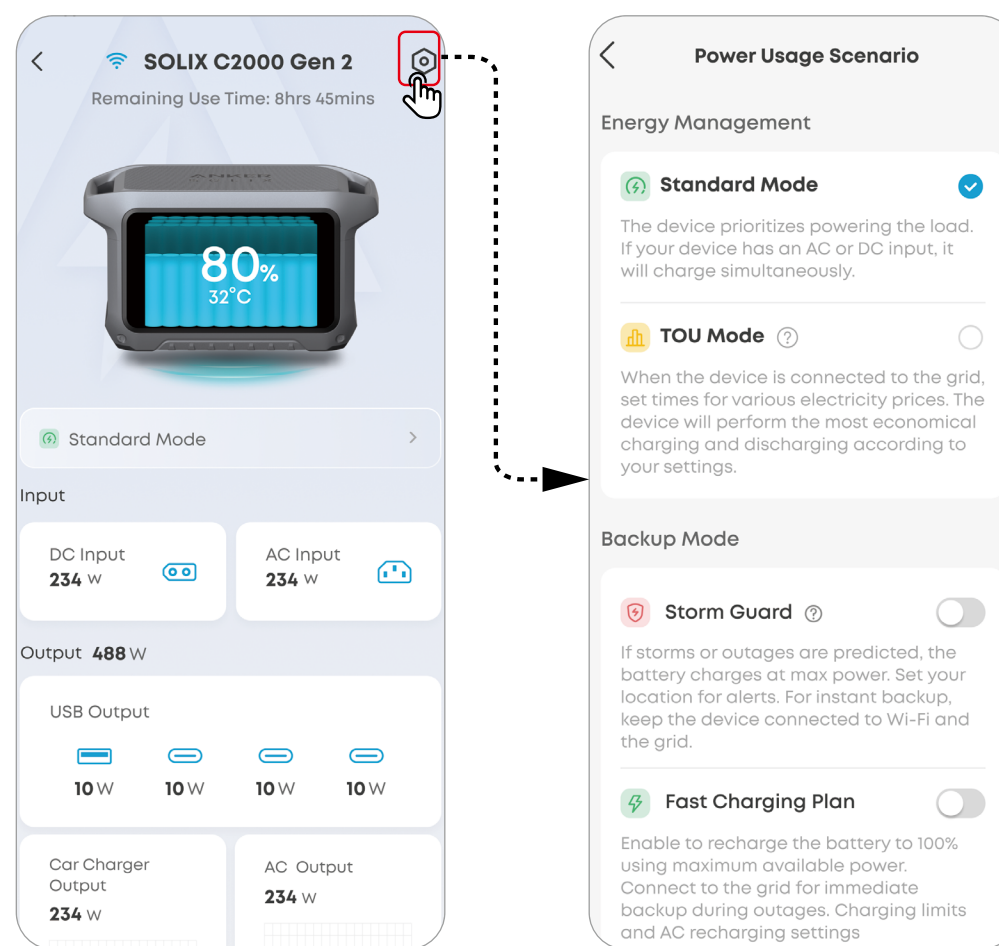 SOLIX C2000 Gen 2
Remaining Use Time: 8hrs 45mins
ANKER
80%
32°C
Standard Mode
Input
DC Input
234 W
AC Input
234 W
Output 488 W
USB Output
10 W
10 W
10 W
10 W
Car Charger
Output
234 W
AC Output
234 W
Power Usage Scenario
Energy Management
Standard Mode
The device prioritizes powering the load.
If your device has an AC or DC input, it
will charge simultaneously.
TOU Mode ?
When the device is connected to the grid,
set times for various electricity prices. The
device will perform the most economical
charging and discharging according to
your settings.
Backup Mode
Storm Guard ?
If storms or outages are predicted, the
battery charges at max power. Set your
location for alerts. For instant backup,
keep the device connected to Wi-Fi and
the grid.
Fast Charging Plan
Enable to recharge the battery to 100%
using maximum available power.
Connect to the grid for immediate
backup during outages. Charging limits
and AC recharging settings